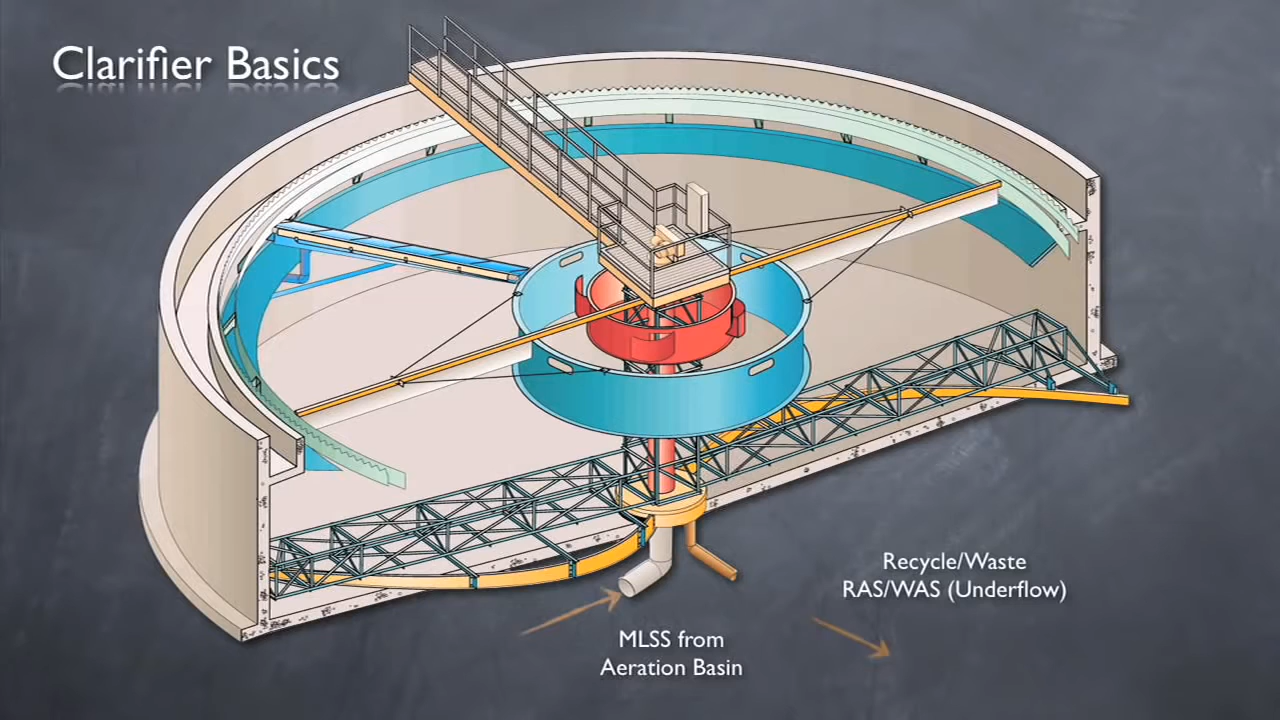 Clarifier Basics
Recycle/Waste
RAS/WAS (Underflow)
MLSS from
Aeration Basin